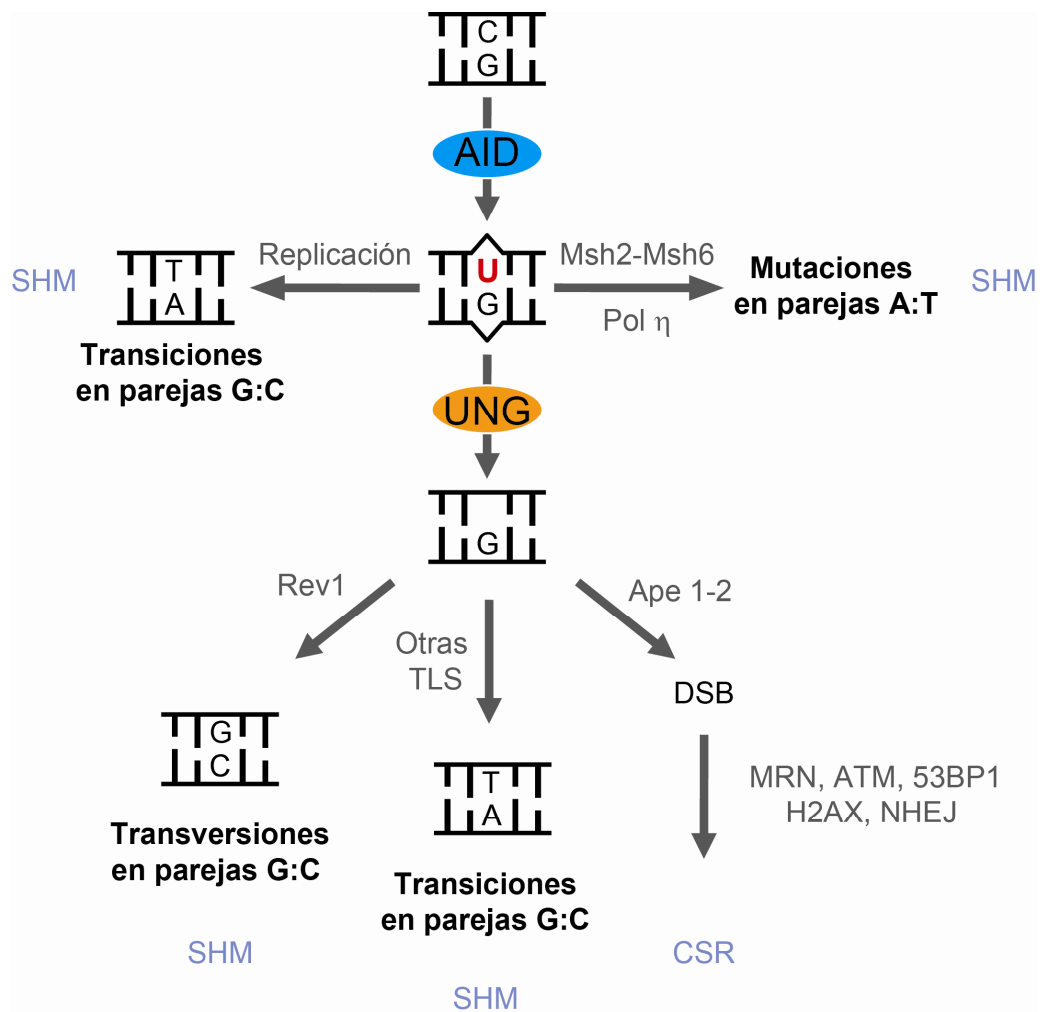 C
G
AID
Replicación
Msh2-Msh6
SHM
T
A
U
G
Pol η
Mutaciones
en parejas A:T
SHM
Transiciones
en parejas G:C
UNG
G
Rev1
Otras
TLS
Ape 1-2
DSB
G
C
T
A
MRN, ATM, 53BP1
H2AX, NHEJ
Transversiones
en parejas G:C
Transiciones
en parejas G:C
SHM
CSR
SHM